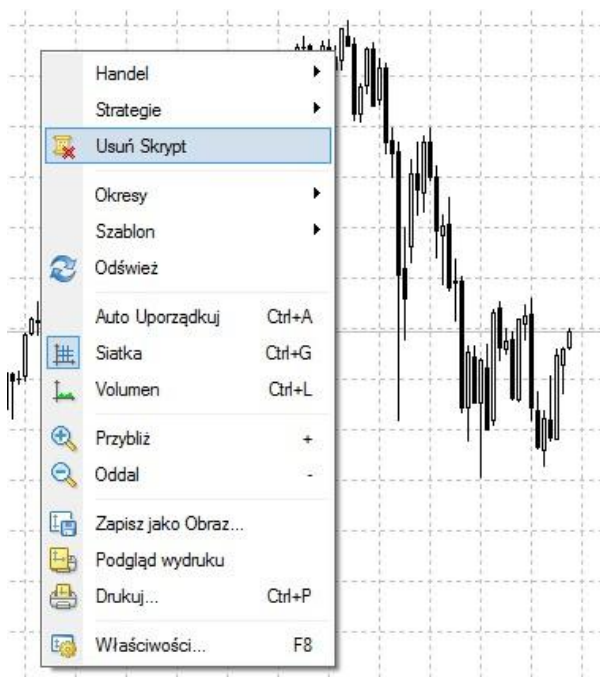 Handel
Strategie
Usuń Skrypt
Okresy
Szablon
Odśwież
Auto Uporządkuj Ctrl+A
Siatka Ctrl+G
Volumen Ctrl+L
Przybliż +
Oddal -
Zapisz jako Obraz...
Podgląd wydruku
Drukuj... Ctrl+P
Właściwości... F8